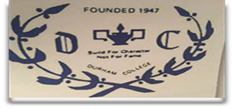 FOUNDED 1947
D C
Build For Character
Not For Fame
DURHAM COLLEGE